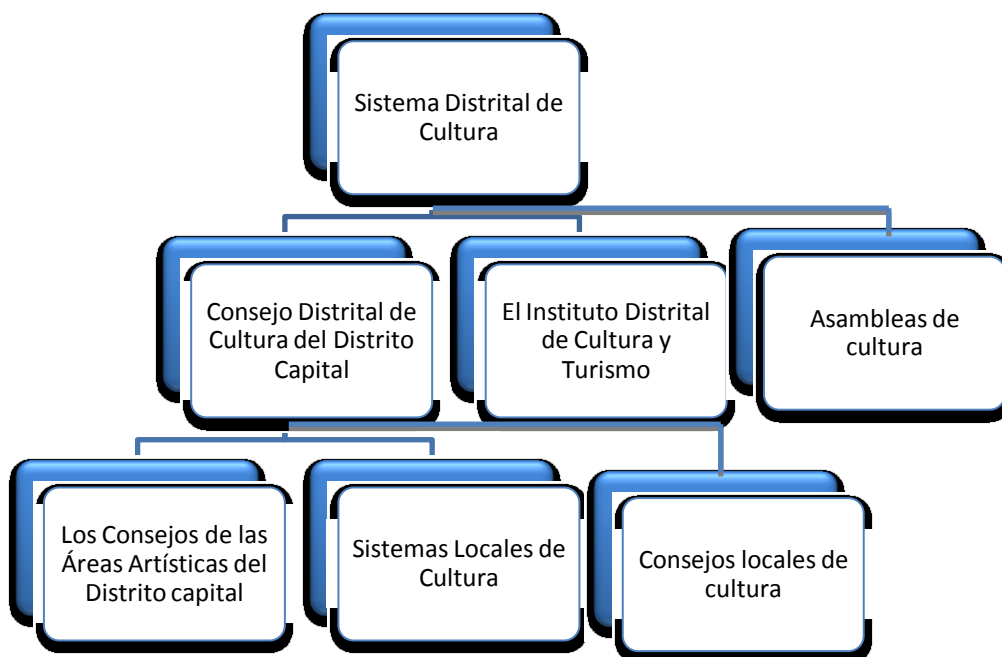 Sistema Distrital de
Cultura
Consejo Distrital de
Cultura del Distrito
Capital
El Instituto Distrital
de Cultura y
Turismo
Asambleas de
cultura
Los Consejos de las
Áreas Artísticas del
Distrito capital
Sistemas Locales de
Cultura
Consejos locales de
cultura